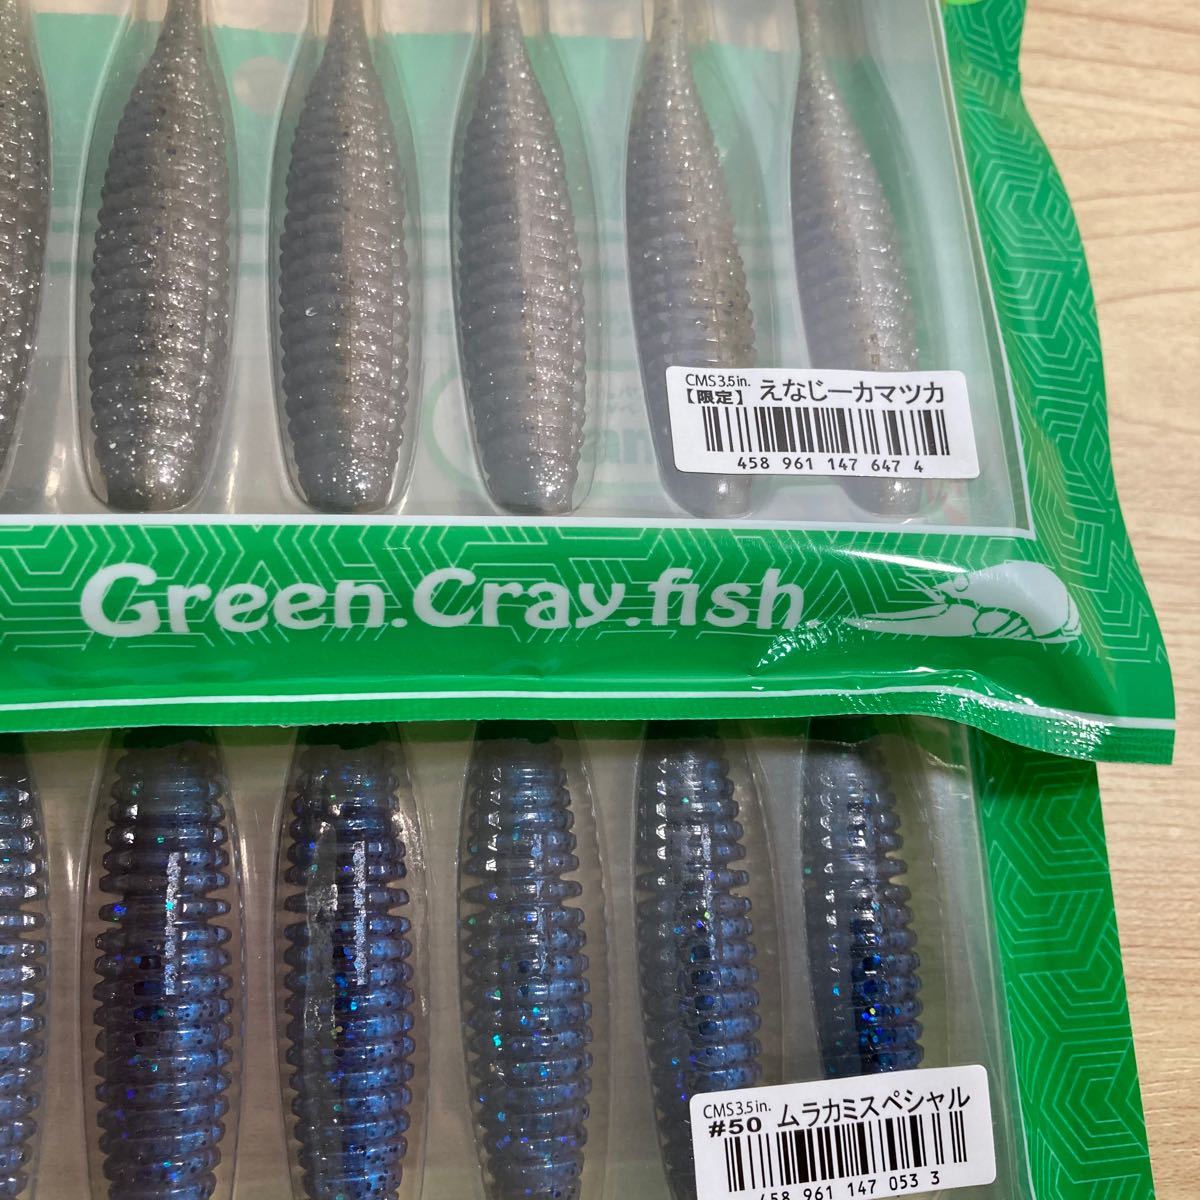 CMS3.5in.
【限定】 えなじーカマツカ
458 961 147 647 4
Green.Cray.fish.
CMS3.5in.
#50 ムラカミスペシャル
458 961 147 053 3